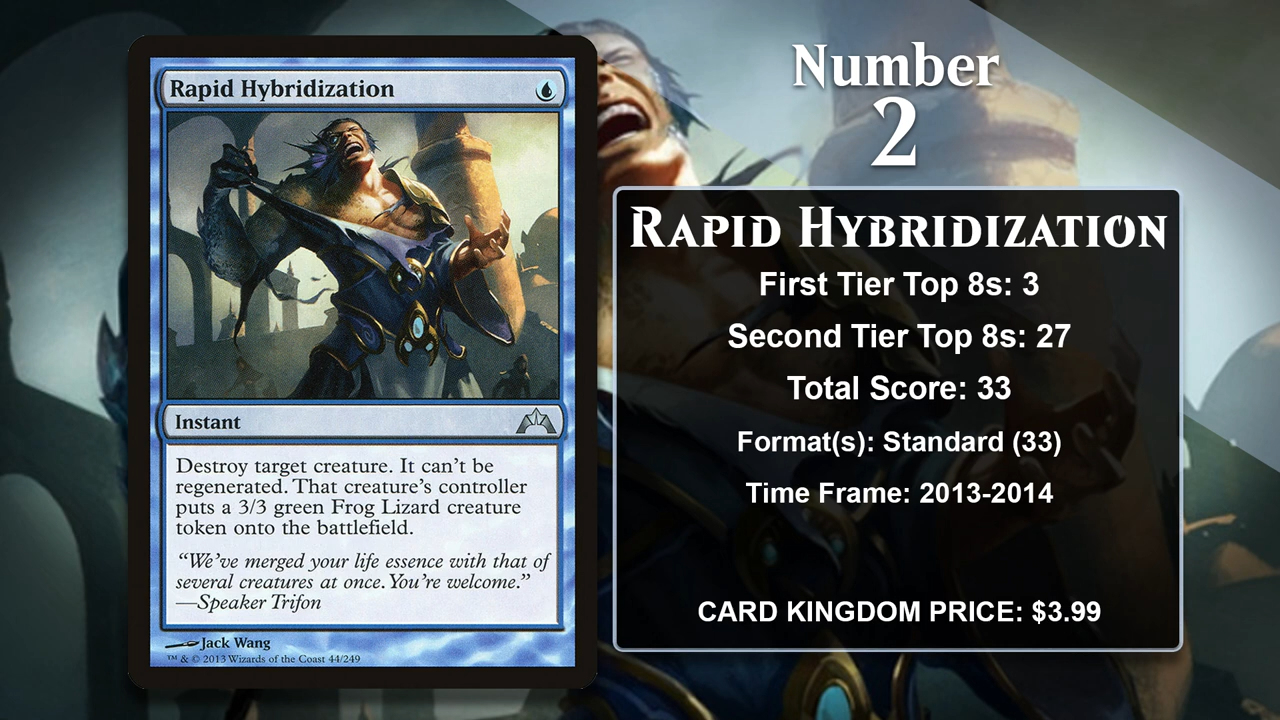 Rapid Hybridization
Instant
Destroy target creature. It can't be
regenerated. That creature's controller
puts a 3/3 green Frog Lizard creature
token onto the battlefield.
"We've merged your life essence with that of
several creatures at once. You're welcome."
—Speaker Trifon
Jack Wang
™ & © 2013 Wizards of the Coast 44/249
Number
2
RAPID HYBRIDIZATION
First Tier Top 8s: 3
Second Tier Top 8s: 27
Total Score: 33
Format(s): Standard (33)
Time Frame: 2013-2014
CARD KINGDOM PRICE: $3.99